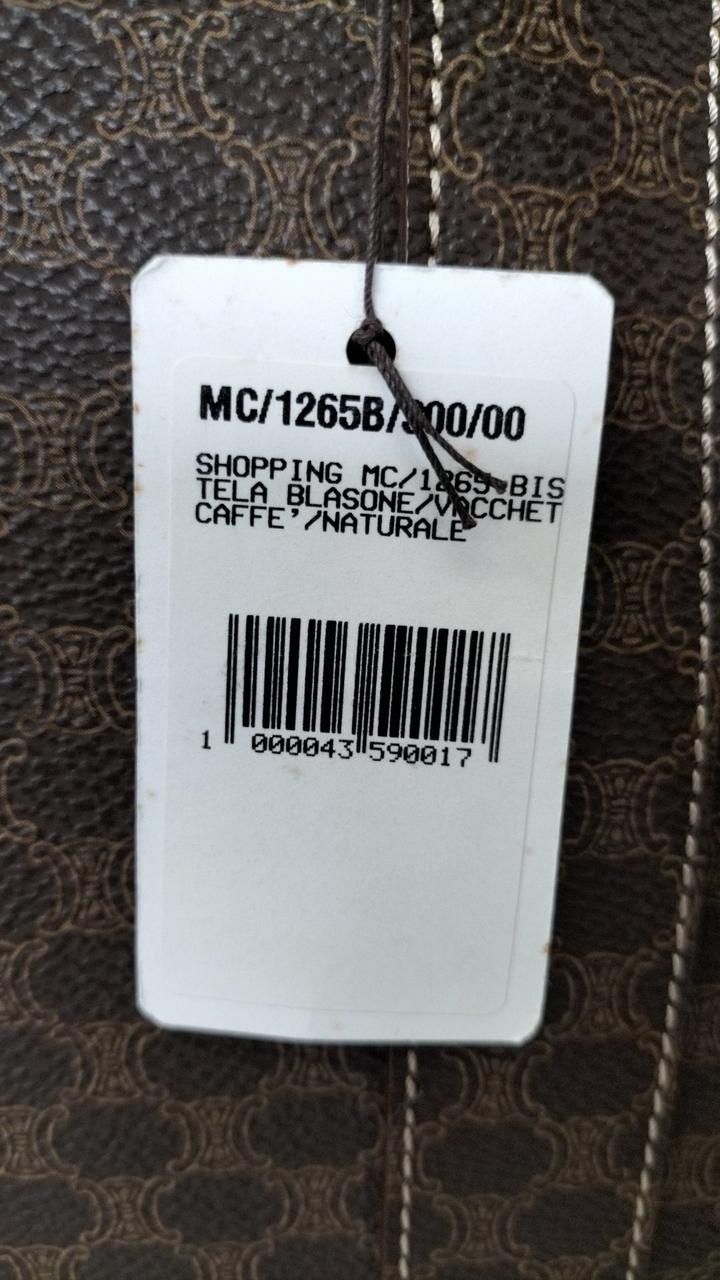 MC/1265B/300/00
SHOPPING MC/1265 BIS
TELA BLASONE/VACCHET
CAFFE'/NATURALE
1 000043 590017